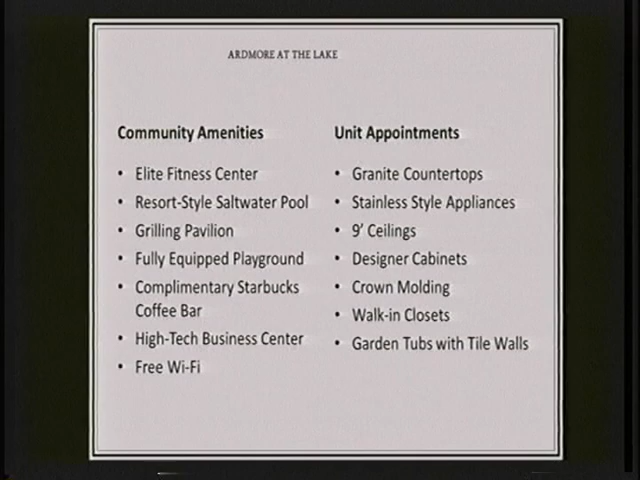 ARDMORE AT THE LAKE
Community Amenities
• Elite Fitness Center
• Resort-Style Saltwater Pool
• Grilling Pavilion
• Fully Equipped Playground
• Complimentary Starbucks
Coffee Bar
• High-Tech Business Center
• Free Wi-Fi
Unit Appointments
• Granite Countertops
• Stainless Style Appliances
• 9' Ceilings
• Designer Cabinets
• Crown Molding
• Walk-in Closets
• Garden Tubs with Tile Walls